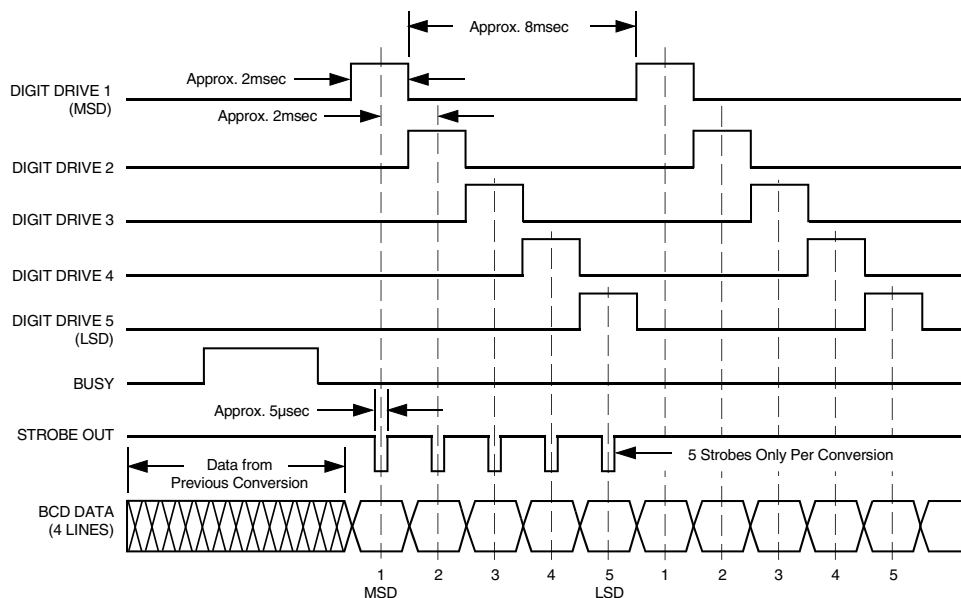 Approx. 8msec
Approx. 2msec
DIGIT DRIVE 1
(MSD)
Approx. 2msec
DIGIT DRIVE 2
DIGIT DRIVE 3
DIGIT DRIVE 4
DIGIT DRIVE 5
(LSD)
BUSY
Approx. 5µsec
STROBE OUT
5 Strobes Only Per Conversion
Data from
Previous Conversion
BCD DATA
(4 LINES)
1 2 3 4 5 1 2 3 4 5
MSD LSD